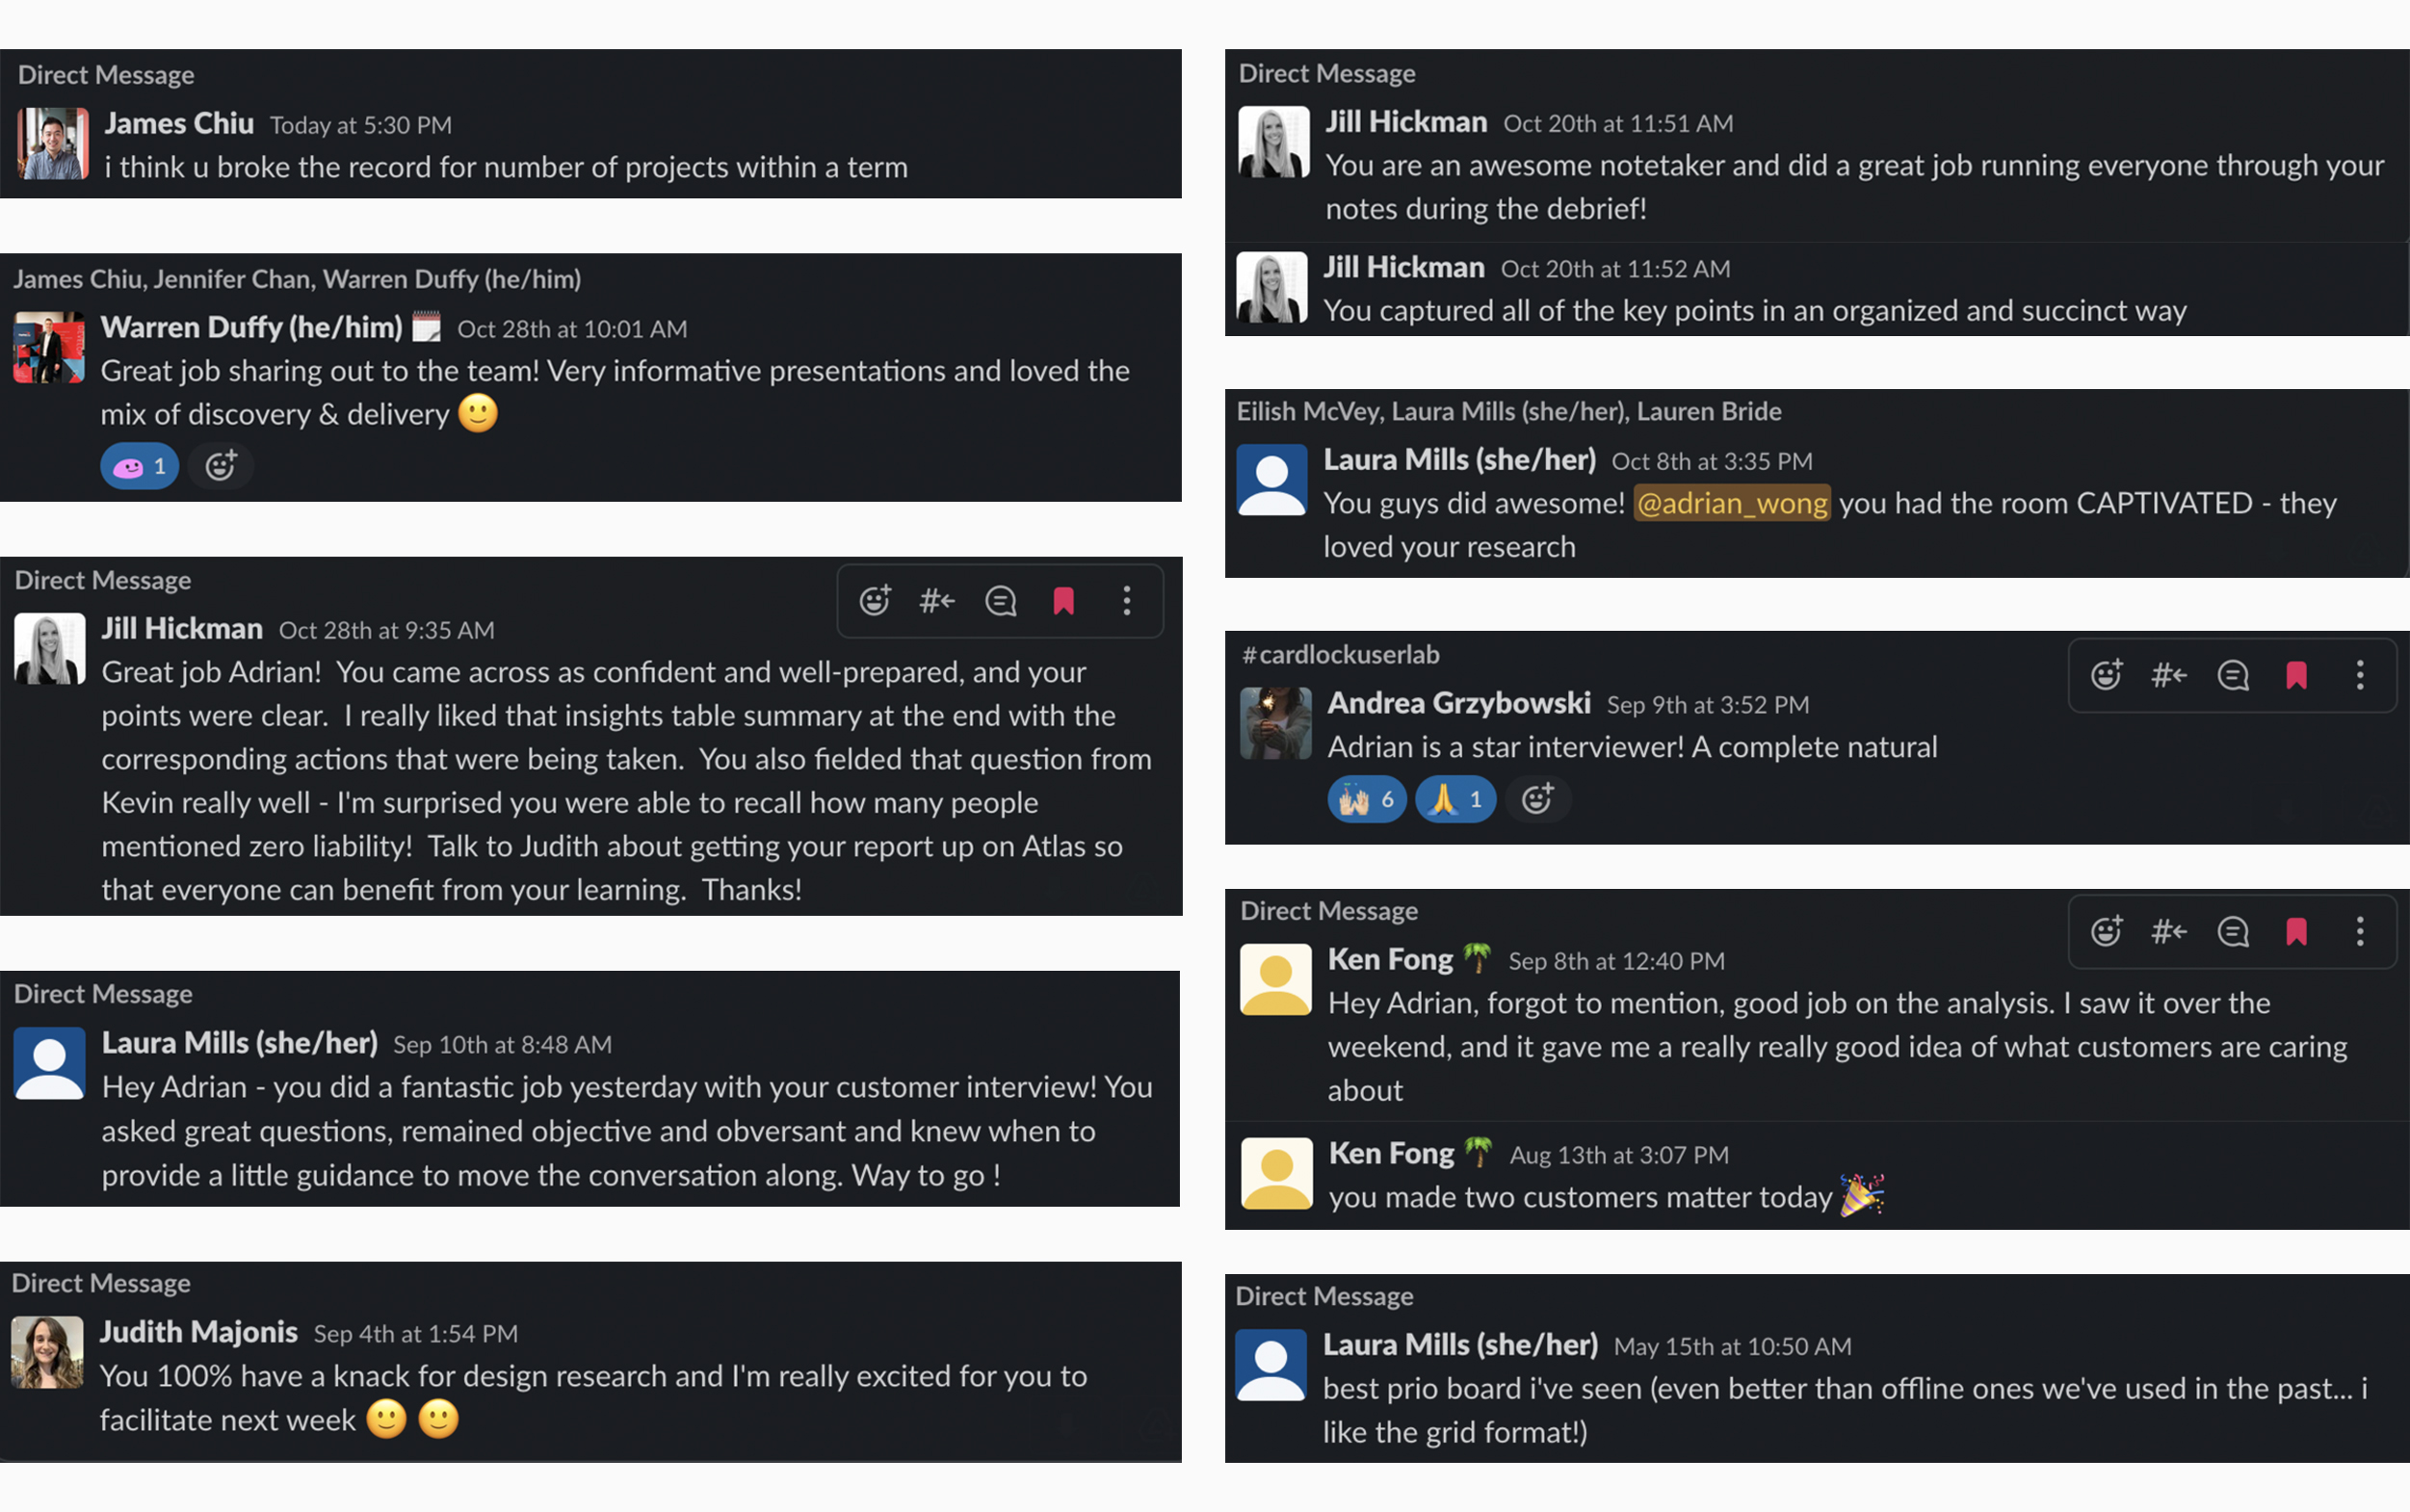 Direct Message
James Chiu Today at 5:30 PM
i think u broke the record for number of projects within a term
James Chiu, Jennifer Chan, Warren Duffy (he/him)
Warren Duffy (he/him) Oct 28th at 10:01 AM
Great job sharing out to the team! Very informative presentations and loved the
mix of discovery & delivery 🙂
1
Direct Message
Jill Hickman Oct 28th at 9:35 AM
Great job Adrian!  You came across as confident and well-prepared, and your
points were clear.  I really liked that insights table summary at the end with the
corresponding actions that were being taken.  You also fielded that question from
Kevin really well - I'm surprised you were able to recall how many people
mentioned zero liability!  Talk to Judith about getting your report up on Atlas so
that everyone can benefit from your learning.  Thanks!
Direct Message
Laura Mills (she/her) Sep 10th at 8:48 AM
Hey Adrian - you did a fantastic job yesterday with your customer interview! You
asked great questions, remained objective and obversant and knew when to
provide a little guidance to move the conversation along. Way to go !
Direct Message
Judith Majonis Sep 4th at 1:54 PM
You 100% have a knack for design research and I'm really excited for you to
facilitate next week 🙂 🙂
Direct Message
Jill Hickman Oct 20th at 11:51 AM
You are an awesome notetaker and did a great job running everyone through your
notes during the debrief!
Jill Hickman Oct 20th at 11:52 AM
You captured all of the key points in an organized and succinct way
Eilish McVey, Laura Mills (she/her), Lauren Bride
Laura Mills (she/her) Oct 8th at 3:35 PM
You guys did awesome! @adrian_wong you had the room CAPTIVATED - they
loved your research
#cardlockuserlab
Andrea Grzybowski Sep 9th at 3:52 PM
Adrian is a star interviewer! A complete natural
6 1
Direct Message
Ken Fong 🌴 Sep 8th at 12:40 PM
Hey Adrian, forgot to mention, good job on the analysis. I saw it over the
weekend, and it gave me a really really good idea of what customers are caring
about
Ken Fong 🌴 Aug 13th at 3:07 PM
you made two customers matter today 🎉
Direct Message
Laura Mills (she/her) May 15th at 10:50 AM
best prio board i've seen (even better than offline ones we've used in the past... i
like the grid format!)